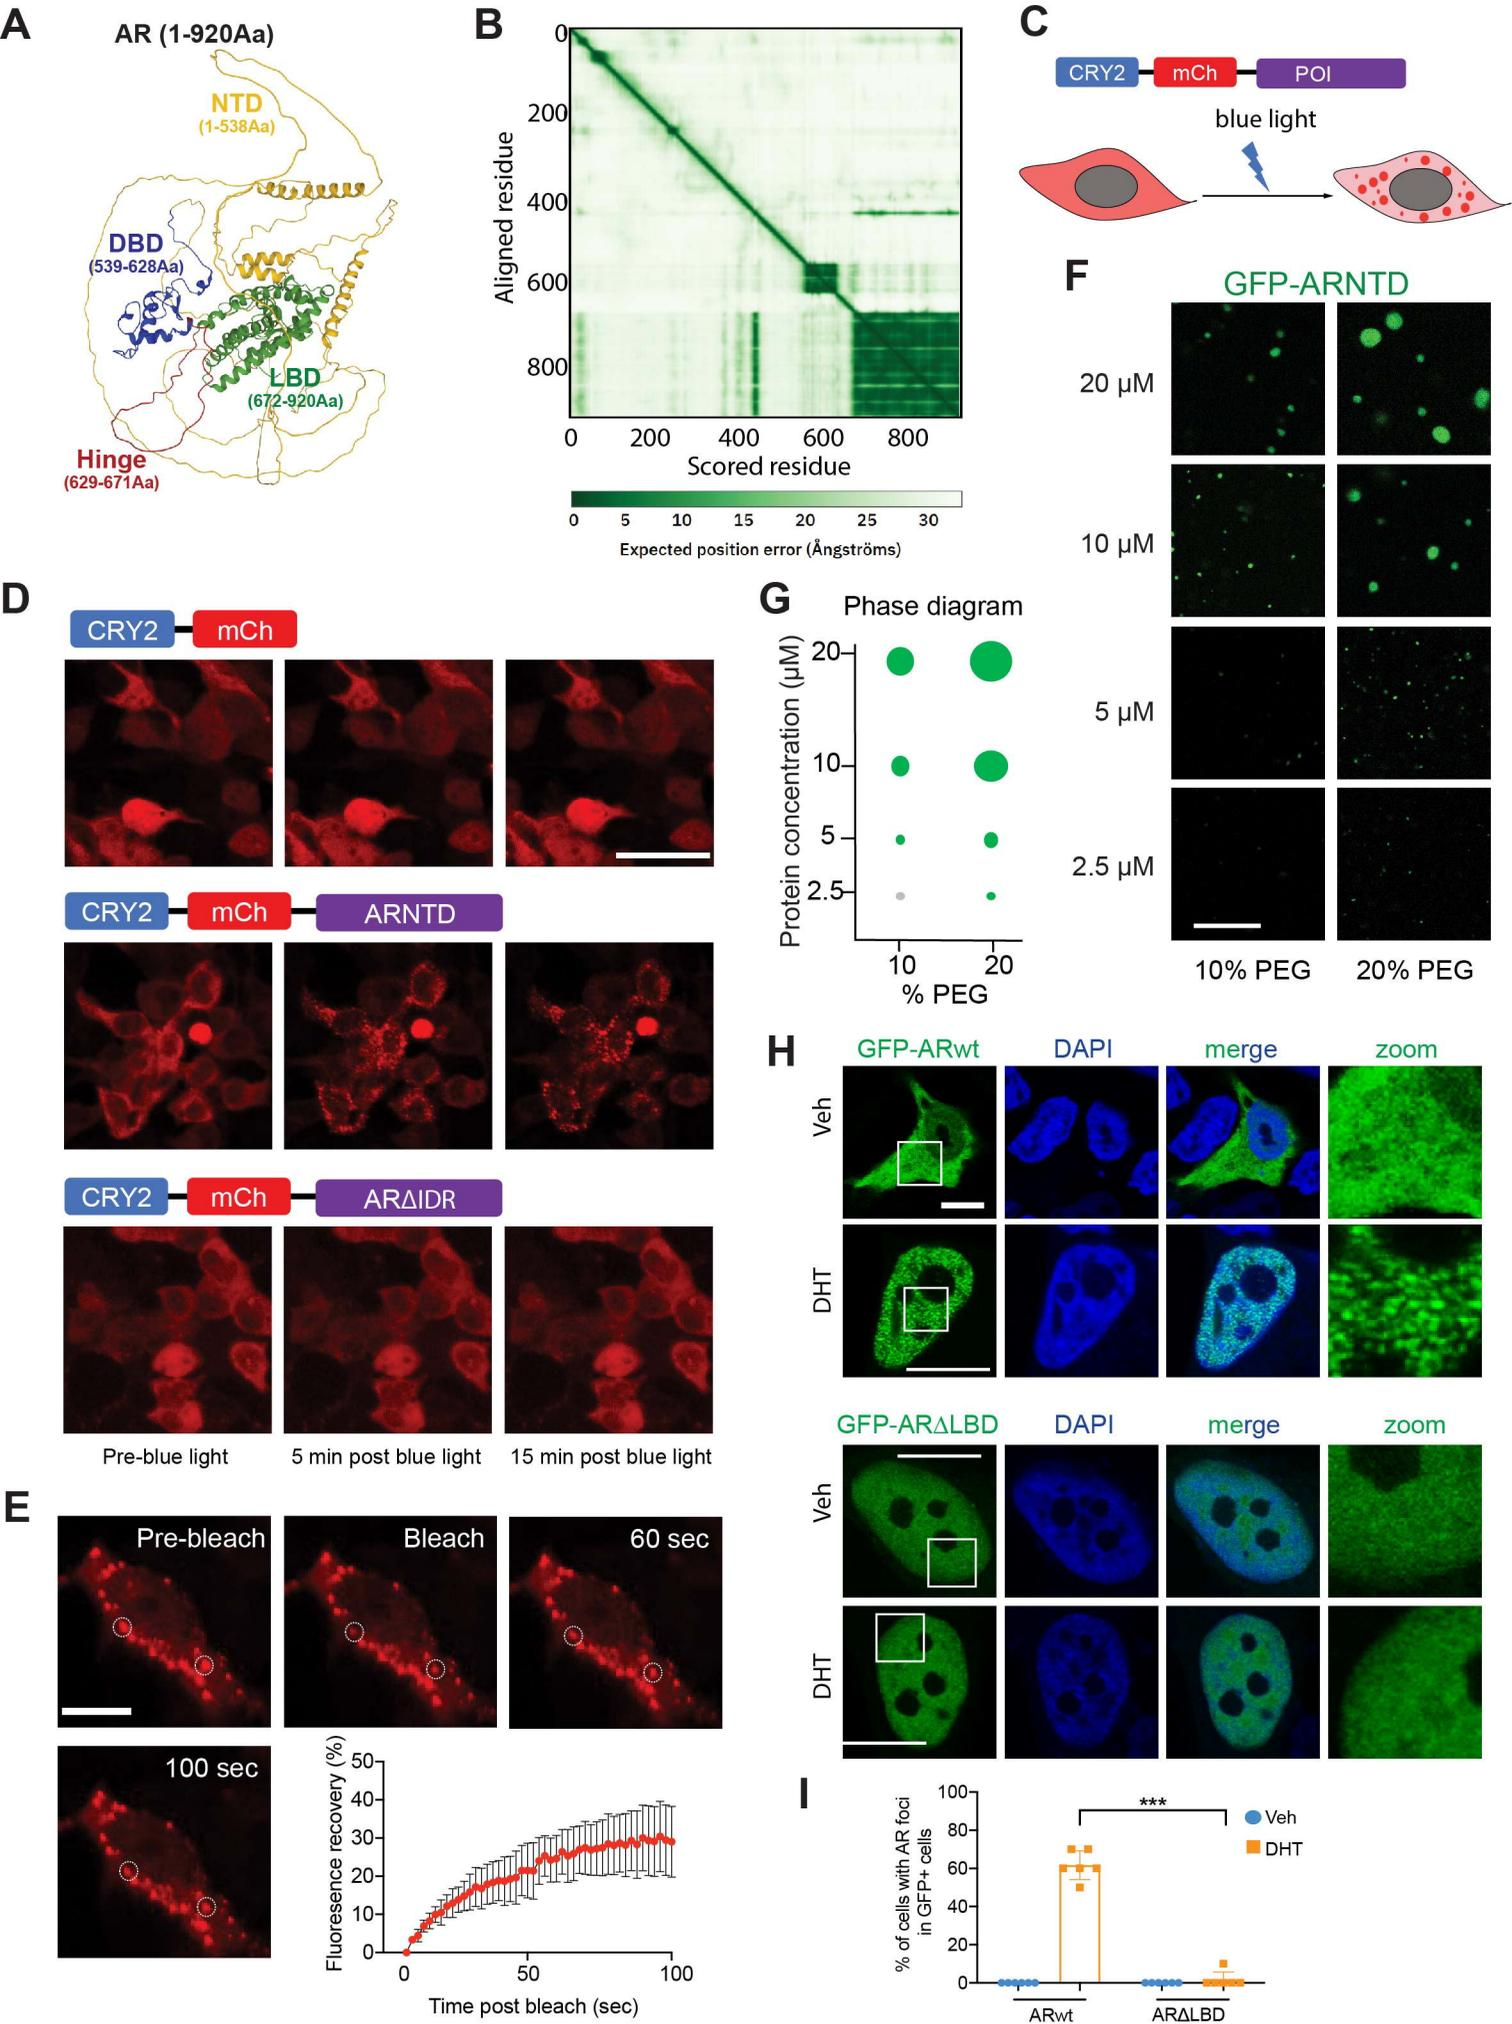 A
AR (1-920Aa)
NTD
(1-538Aa)
DBD
(539-628Aa)
LBD
(672-920Aa)
Hinge
(629-671Aa)
B
0
200
400
600
800
Aligned residue
0 200 400 600 800
Scored residue
0 5 10 15 20 25 30
Expected position error (Ångströms)
C
CRY2 mCh POI
blue light
D
CRY2 mCh
CRY2 mCh ARNTD
CRY2 mCh ARΔIDR
Pre-blue light 5 min post blue light 15 min post blue light
E
Pre-bleach Bleach 60 sec
100 sec
Fluoresence recovery (%)
50
40
30
20
10
0
0 50 100
Time post bleach (sec)
F
GFP-ARNTD
20 µM
10 µM
5 µM
2.5 µM
10% PEG 20% PEG
G
Phase diagram
Protein concentration (µM)
20
10
5
2.5
10 20
% PEG
H
GFP-ARwt DAPI merge zoom
Veh
DHT
GFP-ARΔLBD DAPI merge zoom
Veh
DHT
I
% of cells with AR foci
in GFP+ cells
100
80
60
40
20
0
***
Veh
DHT
ARwt ARΔLBD